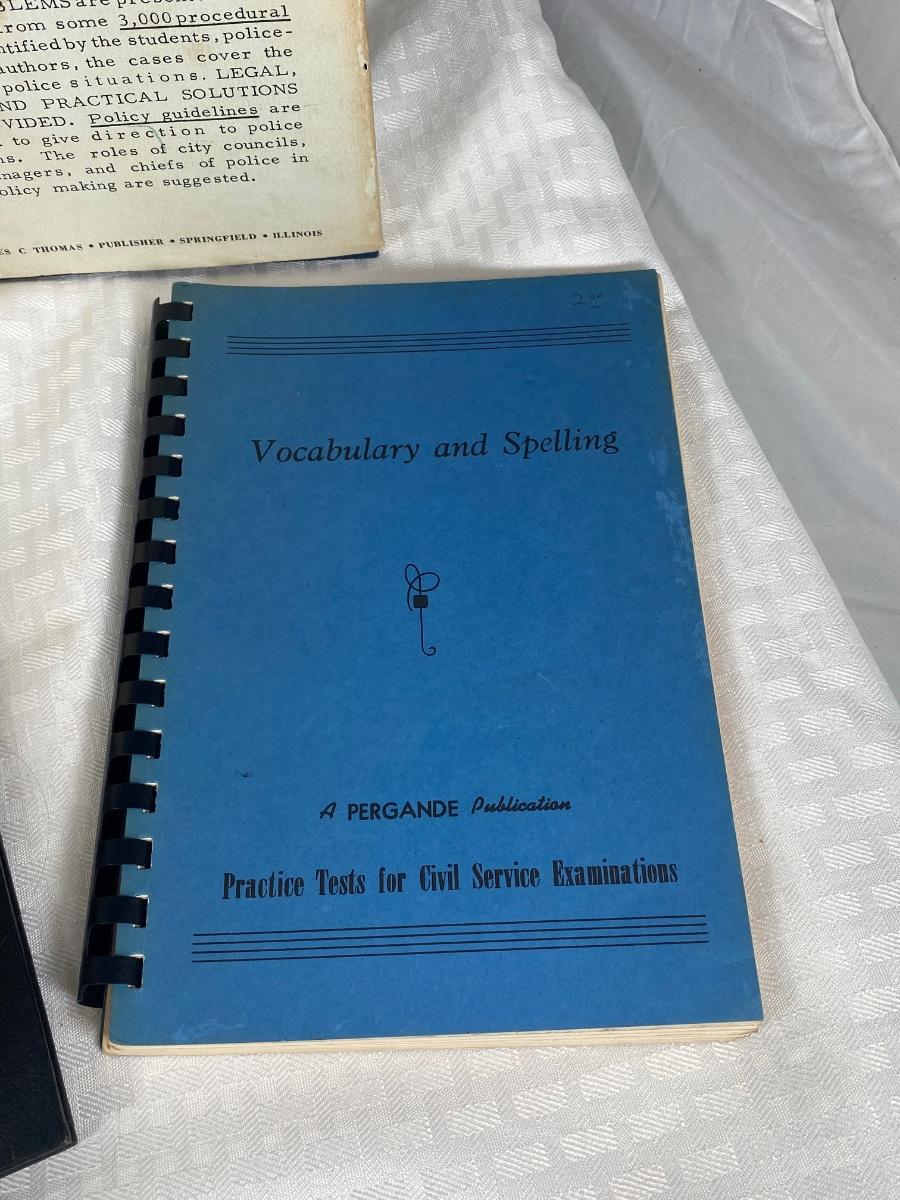 from some 3,000 procedural
ntified by the students, police-
authors, the cases cover the
police situations. LEGAL,
ND PRACTICAL SOLUTIONS
VIDED. Policy guidelines are
to give direction to police
ns. The roles of city councils,
nagers, and chiefs of police in
olicy making are suggested.
ES C THOMAS • PUBLISHER • SPRINGFIELD • ILLINOIS
2.00
Vocabulary and Spelling
A PERGANDE Publication
Practice Tests for Civil Service Examinations